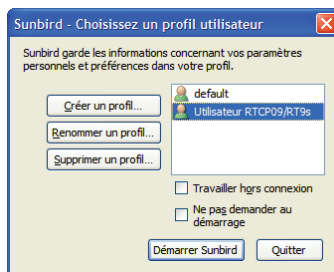 Sunbird - Choisissez un profil utilisateur
Sunbird garde les informations concernant vos paramètres
personnels et préférences dans votre profil.
Créer un profil...
Renommer un profil...
Supprimer un profil...
default
Utilisateur RTCP09/RT9s
Travailler hors connexion
Ne pas demander au
démarrage
Démarrer Sunbird
Quitter